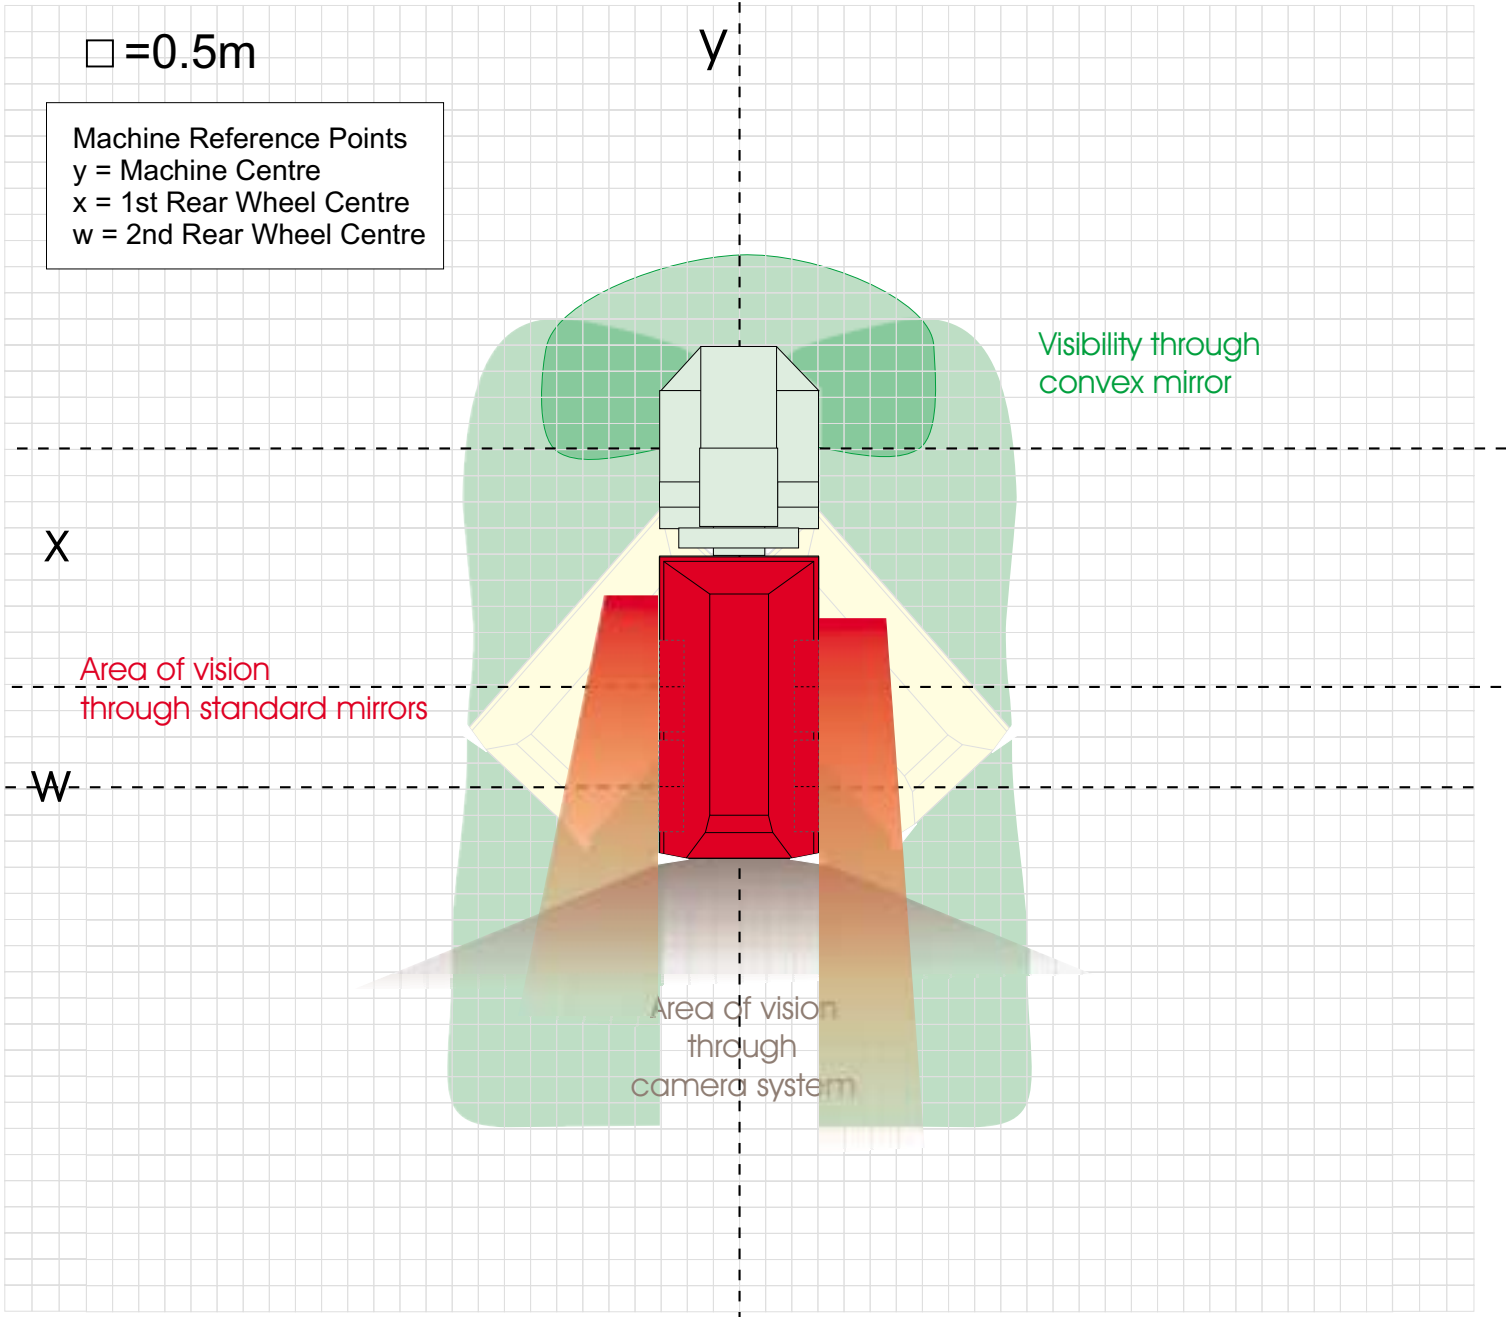 =0.5m
y
Machine Reference Points
y = Machine Centre
x = 1st Rear Wheel Centre
w = 2nd Rear Wheel Centre
Visibility through
convex mirror
x
Area of vision
through standard mirrors
w
Area of vision
through
camera system